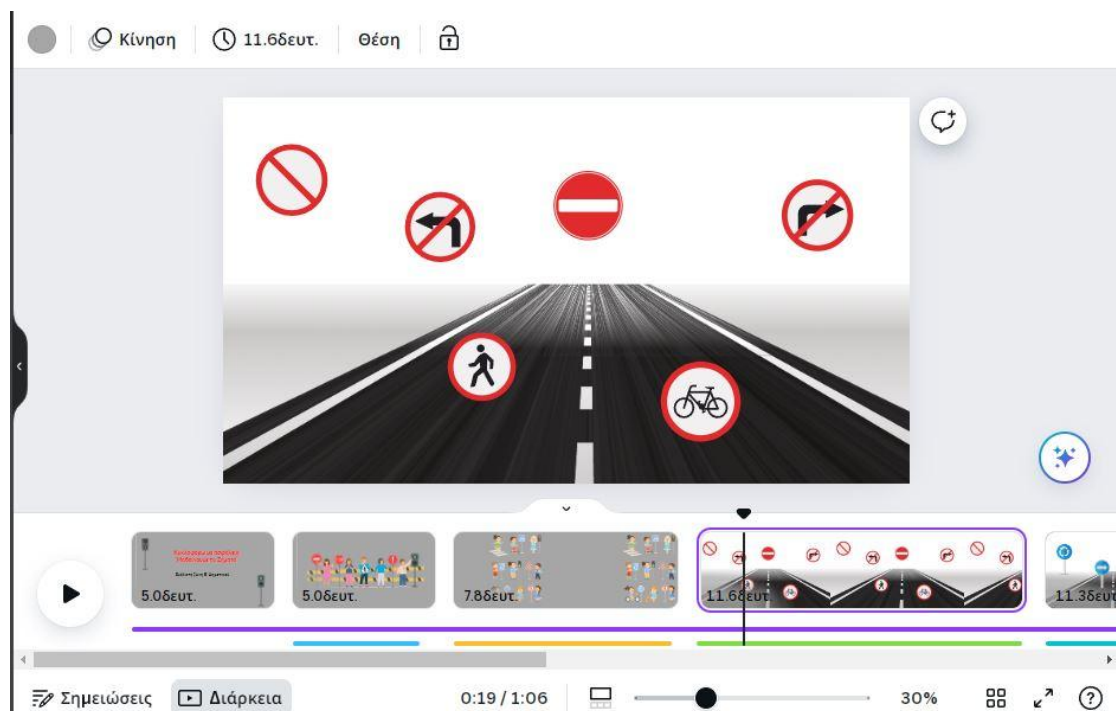 Κίνηση 11.6δευτ. Θέση
5.0δευτ. 5.0δευτ. 7.8δευτ. 11.6δευτ. 11.3δευτ
Σημειώσεις Διάρκεια 0:19 / 1:06 30%